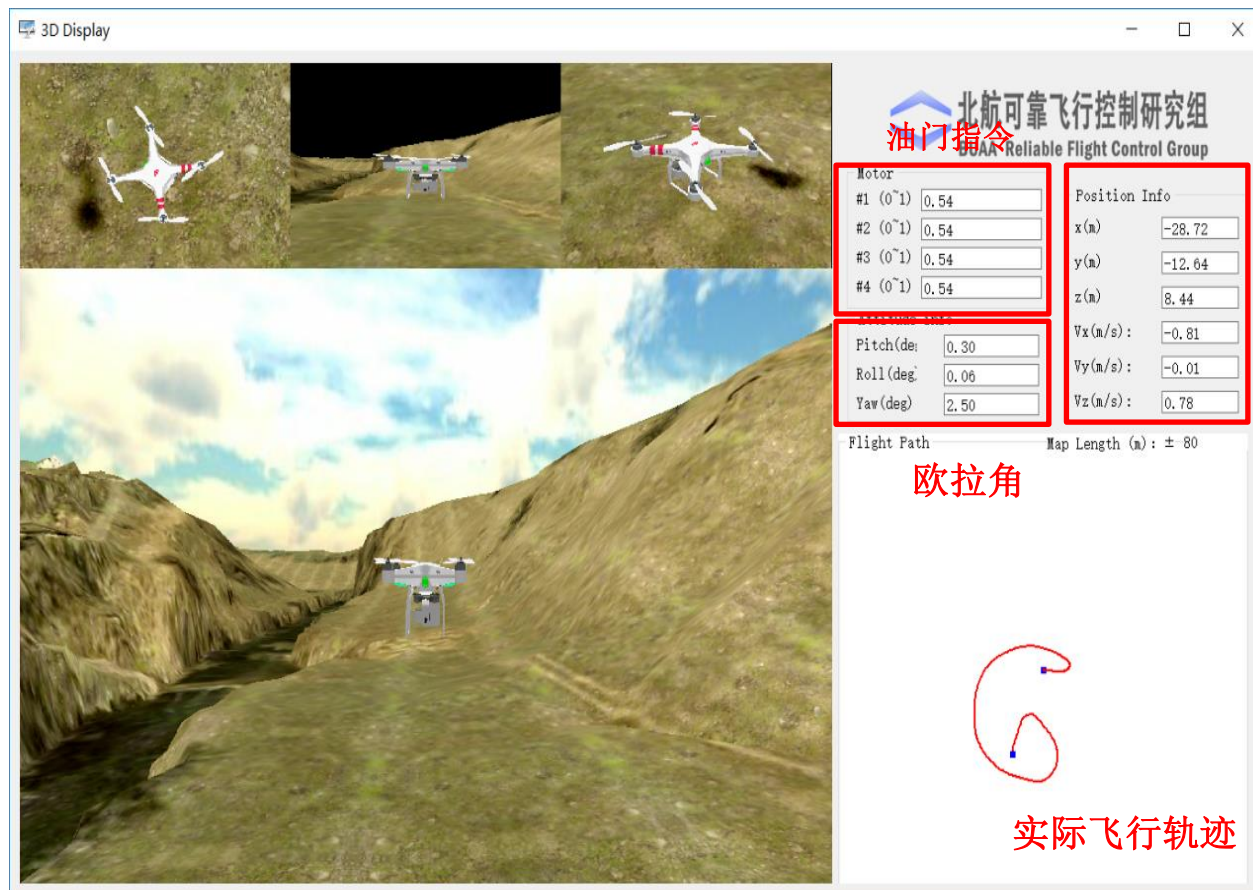 3D Display
北航可靠飞行控制研究组
油门指令
BUAA Reliable Flight Control Group
Motor
#1 (0~1) 0.54
#2 (0~1) 0.54
#3 (0~1) 0.54
#4 (0~1) 0.54
Position Info
x(m) -28.72
y(m) -12.64
z(m) 8.44
Vx(m/s): -0.81
Vy(m/s): -0.01
Vz(m/s): 0.78
Attitude Info
Pitch(de 0.30
Roll(deg 0.06
Yaw(deg) 2.50
Flight Path
Map Length (m): ± 80
欧拉角
实际飞行轨迹